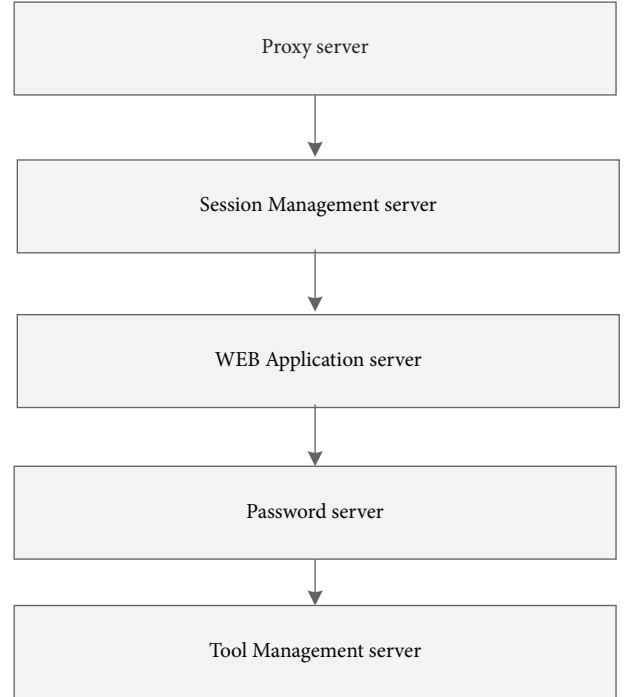 Proxy server
Session Management server
WEB Application server
Password server
Tool Management server